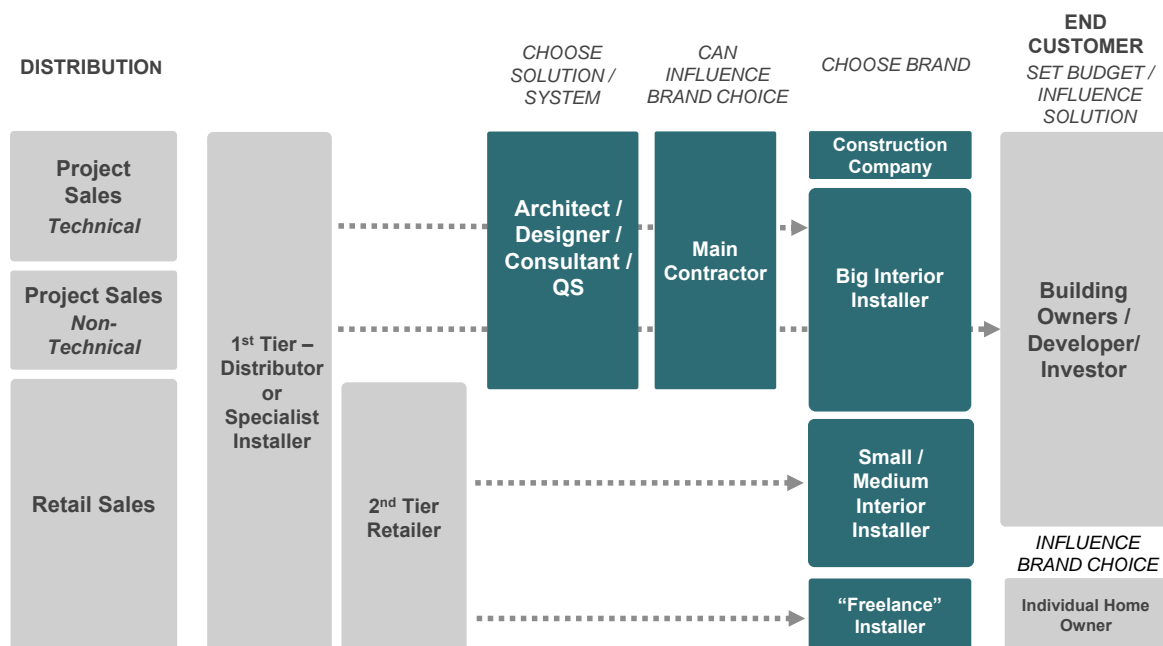 DISTRIBUTION
CHOOSE
SOLUTION /
SYSTEM
CAN
INFLUENCE
BRAND CHOICE
CHOOSE BRAND
END
CUSTOMER
SET BUDGET /
INFLUENCE
SOLUTION
Project
Sales
Technical
Project Sales
Non-
Technical
Retail Sales
1st Tier –
Distributor
or
Specialist
Installer
2nd Tier
Retailer
Architect /
Designer /
Consultant /
QS
Main
Contractor
Construction
Company
Big Interior
Installer
Small /
Medium
Interior
Installer
“Freelance”
Installer
Building
Owners /
Developer/
Investor
INFLUENCE
BRAND CHOICE
Individual Home
Owner